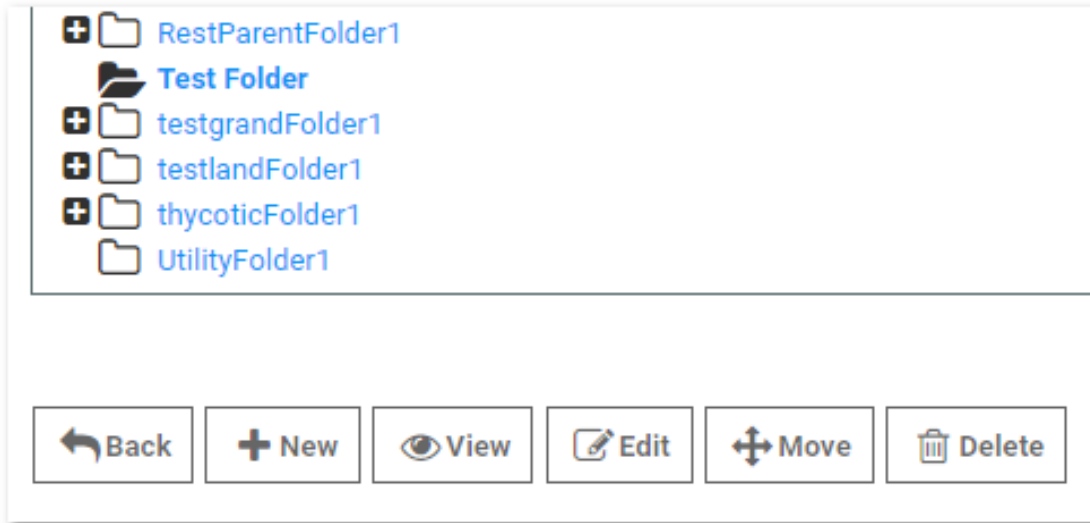 RestParentFolder1
Test Folder
testgrandFolder1
testlandFolder1
thycoticFolder1
UtilityFolder1
Back New View Edit Move Delete